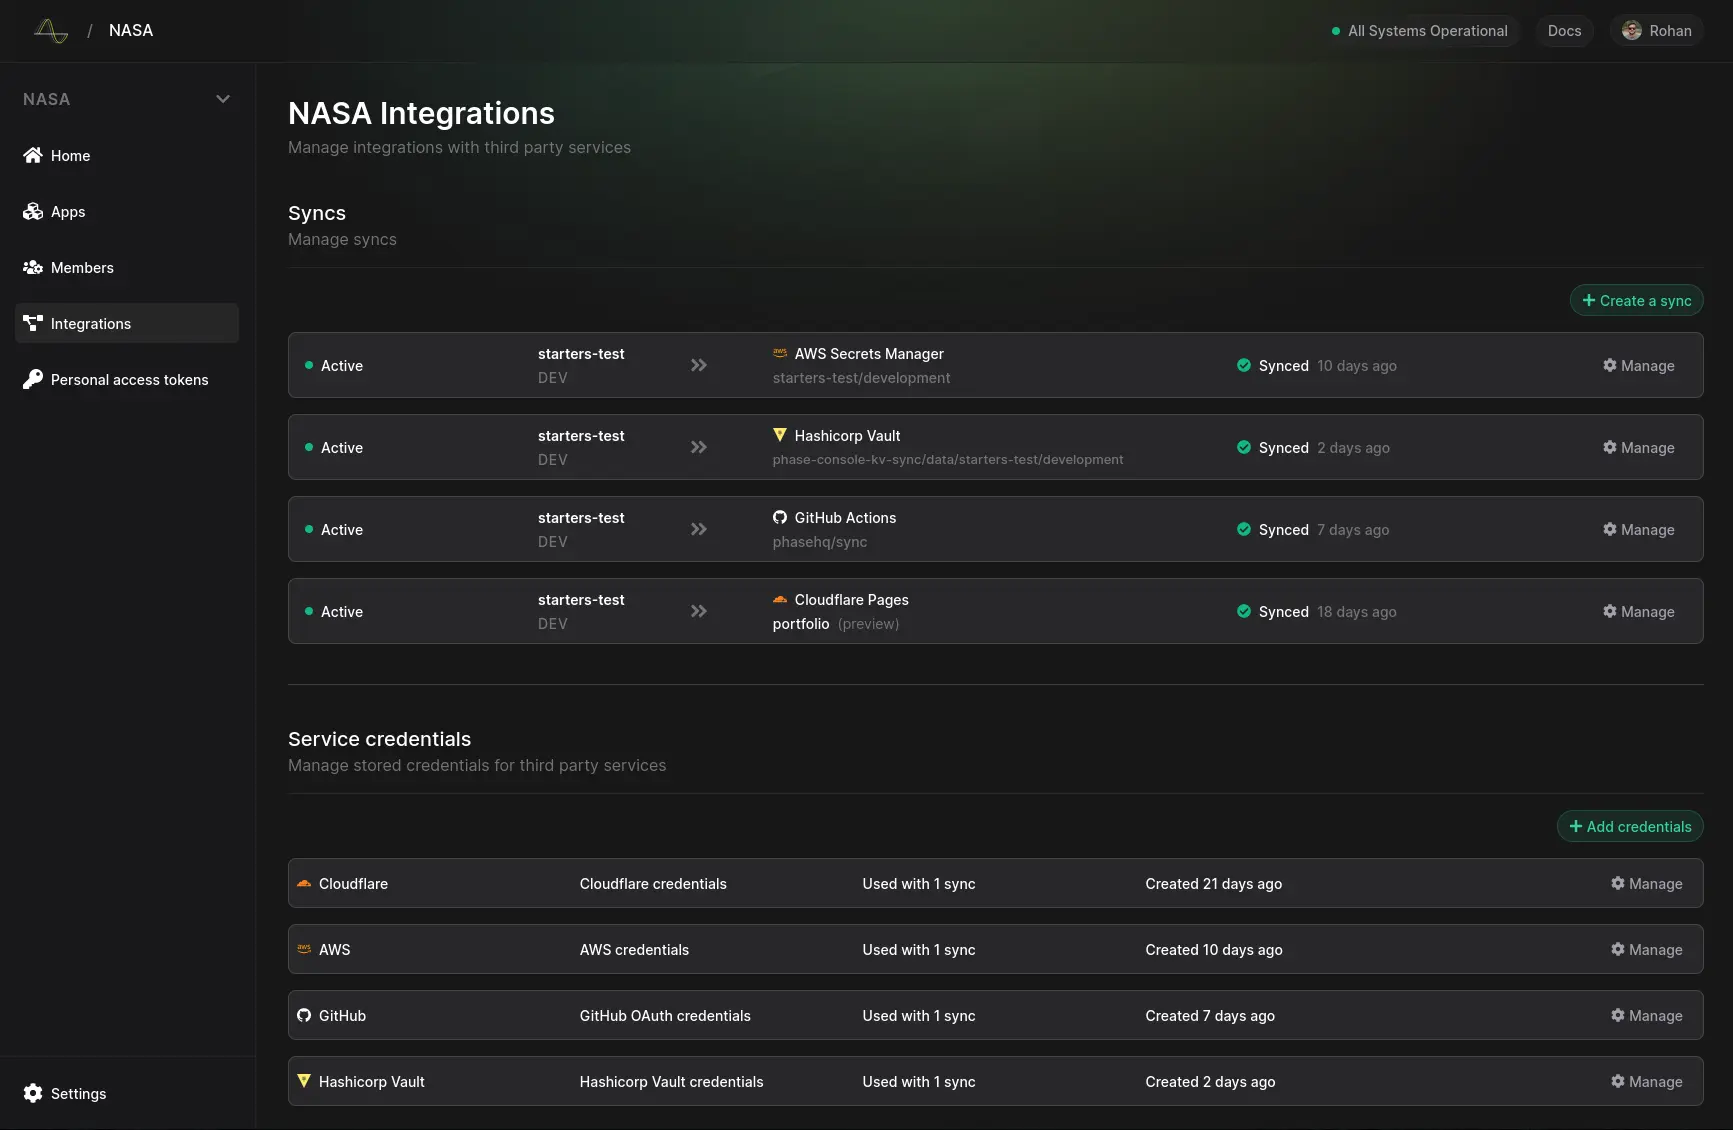 / NASA
All Systems Operational
Docs
Rohan
NASA
Home
Apps
Members
Integrations
Personal access tokens
Settings
NASA Integrations
Manage integrations with third party services
Syncs
Manage syncs
+ Create a sync
Active starters-test aws AWS Secrets Manager Synced 10 days ago Manage
DEV starters-test/development
Active starters-test Hashicorp Vault Synced 2 days ago Manage
DEV phase-console-kv-sync/data/starters-test/development
Active starters-test GitHub Actions Synced 7 days ago Manage
DEV phasehq/sync
Active starters-test Cloudflare Pages Synced 18 days ago Manage
DEV portfolio (preview)
Service credentials
Manage stored credentials for third party services
+ Add credentials
Cloudflare Cloudflare credentials Used with 1 sync Created 21 days ago Manage
aws AWS AWS credentials Used with 1 sync Created 10 days ago Manage
GitHub GitHub OAuth credentials Used with 1 sync Created 7 days ago Manage
Hashicorp Vault Hashicorp Vault credentials Used with 1 sync Created 2 days ago Manage